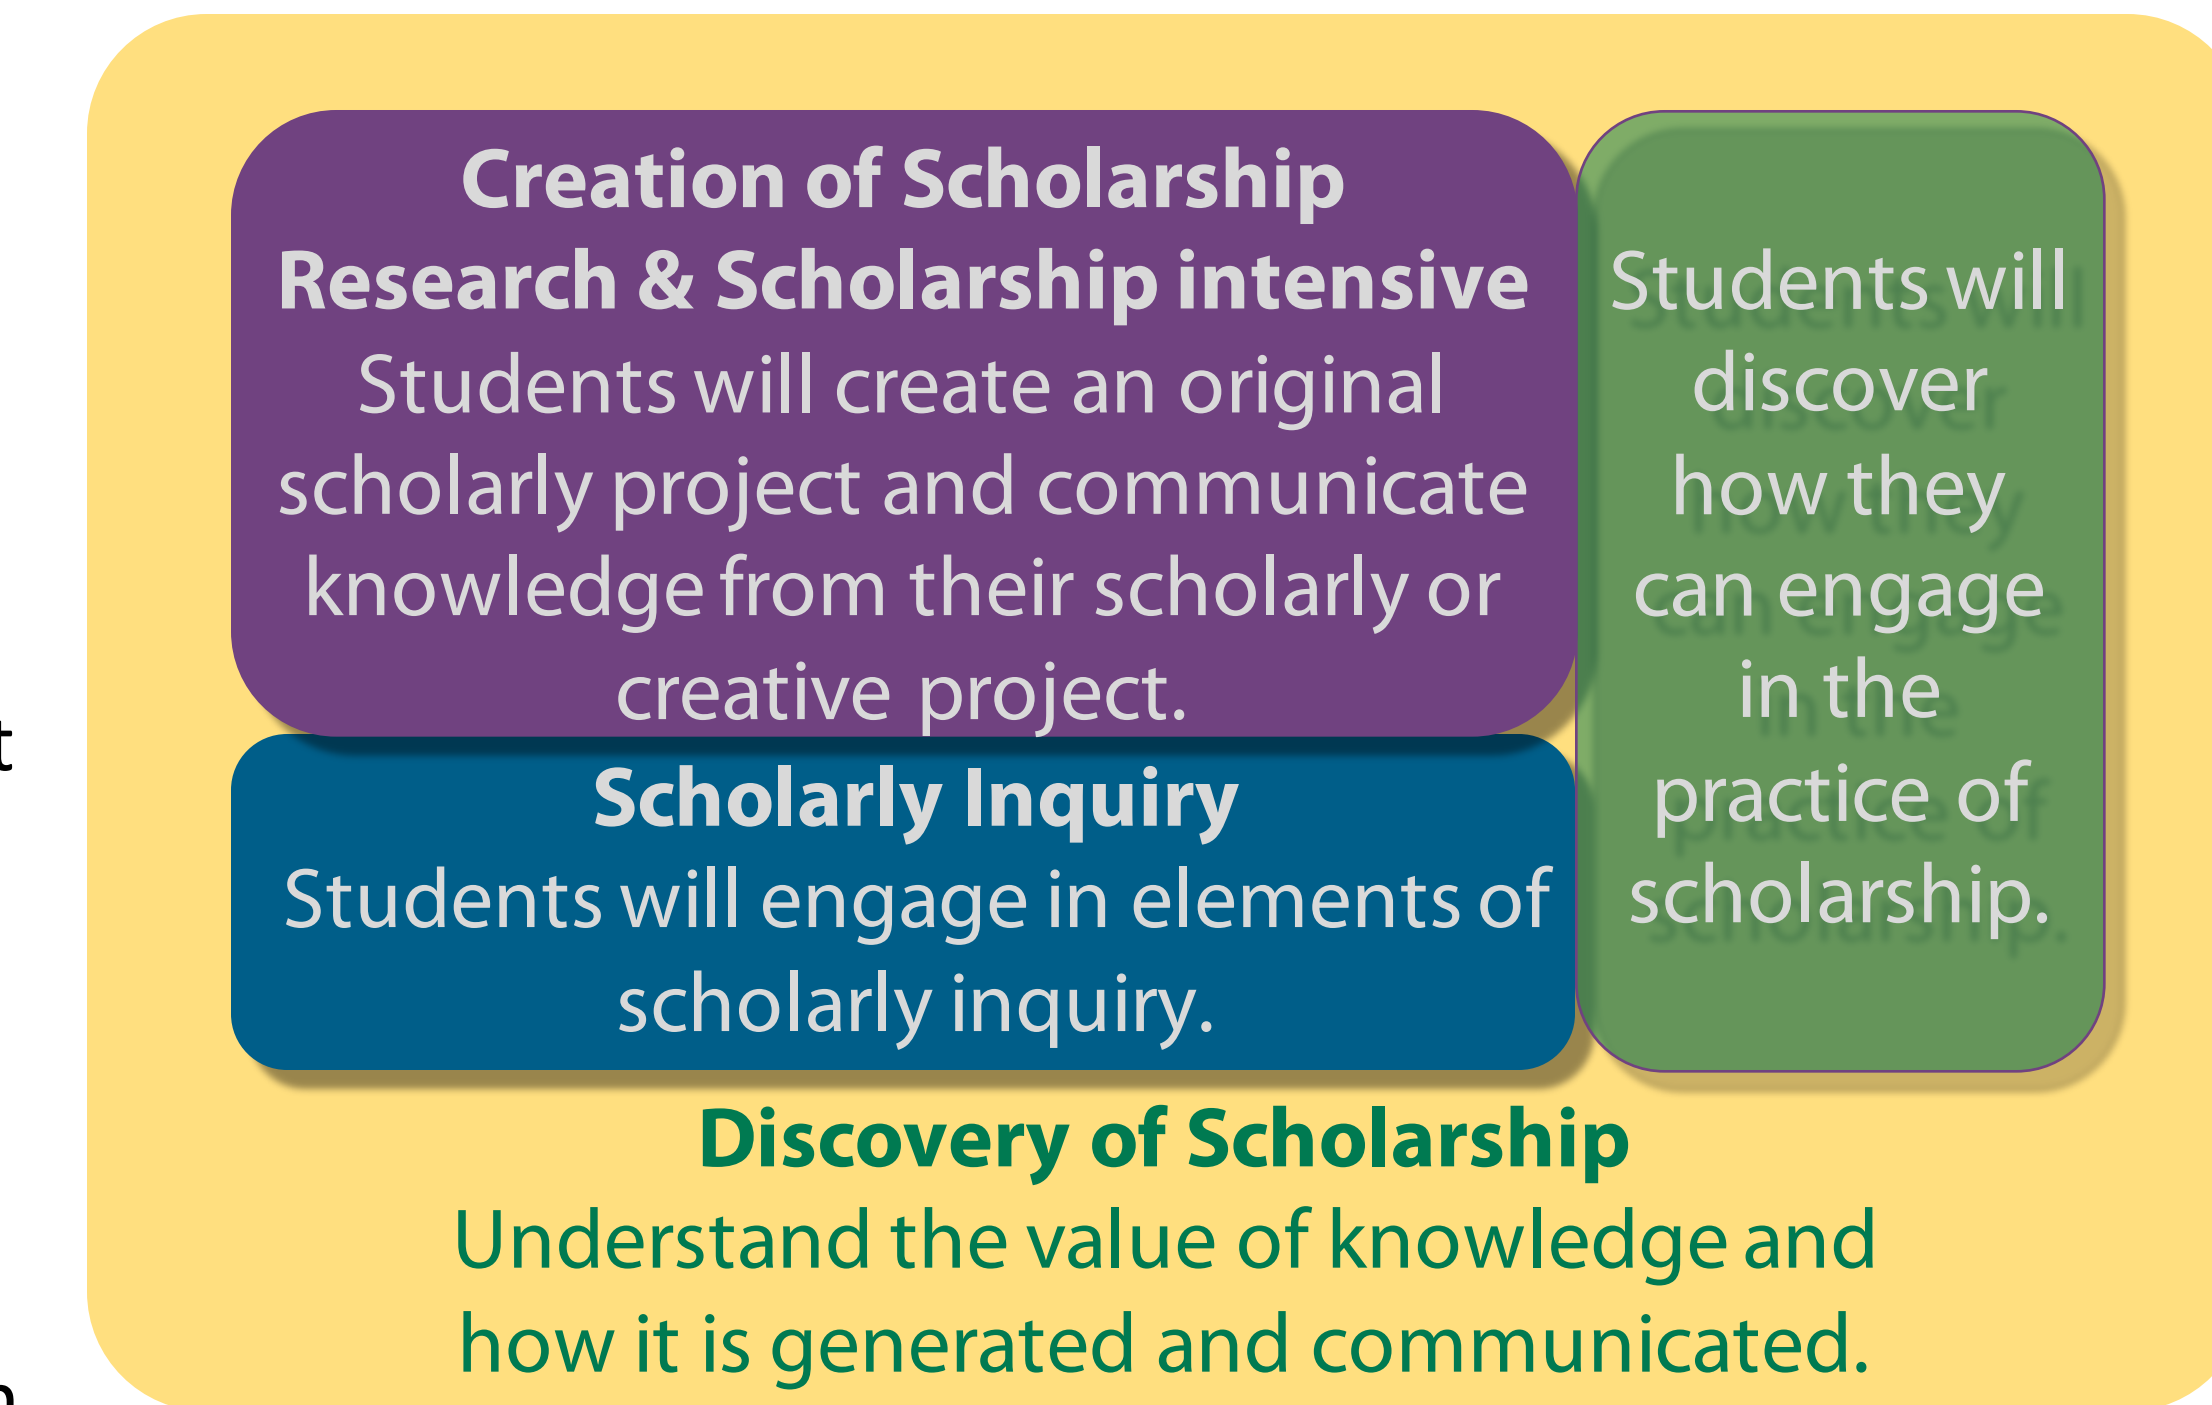 Creation of Scholarship
Research & Scholarship intensive
Students will create an original
scholarly project and communicate
knowledge from their scholarly or
creative project.
Scholarly Inquiry
Students will engage in elements of
scholarly inquiry.
Students will
discover
how they
can engage
in the
practice of
scholarship.
Discovery of Scholarship
Understand the value of knowledge and
how it is generated and communicated.